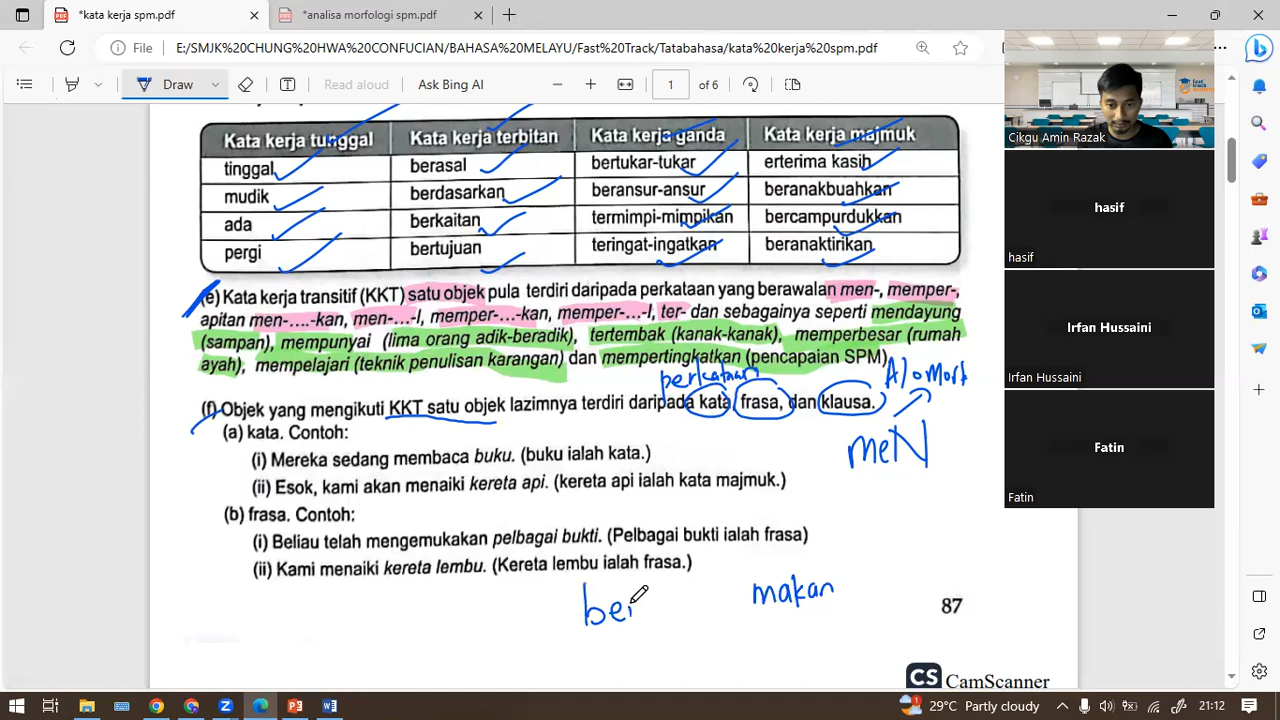 *kata kerja spm.pdf
*analisa morfologi spm.pdf
File
E:/SMJK%20CHUNG%20HWA%20CONFUCIAN/BAHASA%20MELAYU/Fast%20Track/Tatabahasa/kata%20kerja%20spm.pdf
Draw
Read aloud
Ask Bing AI
1 of 6
Kata kerja tunggal Kata kerja terbitan Kata kerja ganda Kata kerja majmuk
tinggal berasal bertukar-tukar erterima kasih
mudik berdasarkan beransur-ansur beranakbuahkan
ada berkaitan termimpi-mimpikan bercampurdukkan
pergi bertujuan teringat-ingatkan beranaktirikan
(e) Kata kerja transitif (KKT) satu objek pula terdiri daripada perkataan yang berawalan men-, memper-,
apitan men-....-kan, men-...-I, memper-...-kan, memper-...-I, ter- dan sebagainya seperti mendayung
(sampan), mempunyai (lima orang adik-beradik), tertembak (kanak-kanak), memperbesar (rumah
ayah), mempelajari (teknik penulisan karangan) dan mempertingkatkan (pencapaian SPM)
perkataan
Alomorf
(f) Objek yang mengikuti KKT satu objek lazimnya terdiri daripada kata, frasa, dan klausa.
meN
(a) kata. Contoh:
(i) Mereka sedang membaca buku. (buku ialah kata.)
(ii) Esok, kami akan menaiki kereta api. (kereta api ialah kata majmuk.)
(b) frasa. Contoh:
(i) Beliau telah mengemukakan pelbagai bukti. (Pelbagai bukti ialah frasa)
(ii) Kami menaiki kereta lembu. (Kereta lembu ialah frasa.)
makan
87
CS CamScanner
Cikgu Amin Razak
hasif
hasif
Irfan Hussaini
Irfan Hussaini
Fatin
Fatin
29°C Partly cloudy
21:12